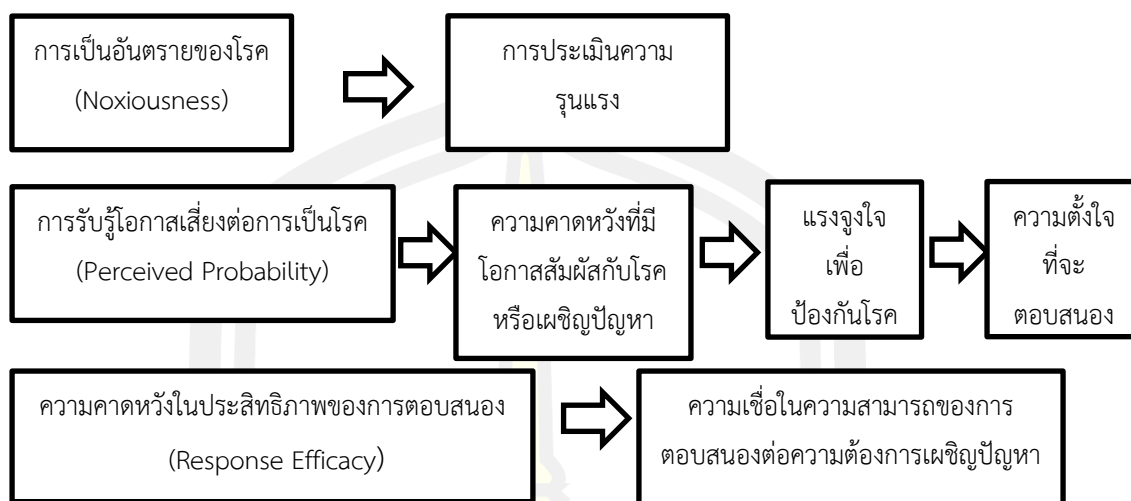 การเป็นอันตรายของโรค
(Noxiousness)
การประเมินความ
รุนแรง
การรับรู้โอกาสเสี่ยงต่อการเป็นโรค
(Perceived Probability)
ความคาดหวังที่มี
โอกาสสัมผัสกับโรค
หรือเผชิญปัญหา
แรงจูงใจ
เพื่อ
ป้องกันโรค
ความตั้งใจ
ที่จะ
ตอบสนอง
ความคาดหวังในประสิทธิภาพของการตอบสนอง
(Response Efficacy)
ความเชื่อในความสามารถของการ
ตอบสนองต่อความต้องการเผชิญปัญหา